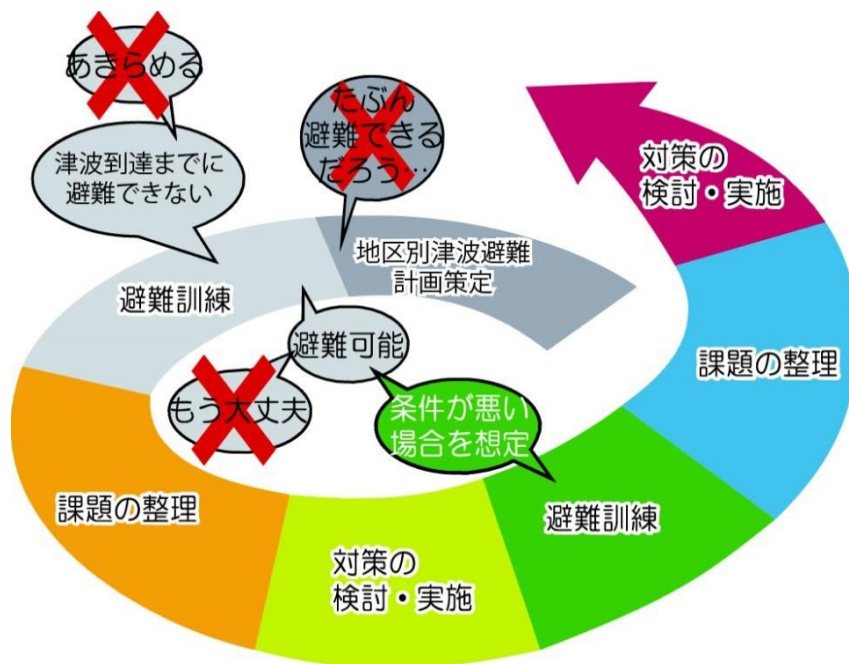 あきらめる
津波到達までに
避難できない
たぶん
避難できる
だろう…
地区別津波避難
計画策定
避難訓練
避難可能
もう大丈夫
条件が悪い
場合を想定
課題の整理
対策の
検討・実施
避難訓練
課題の整理
対策の
検討・実施